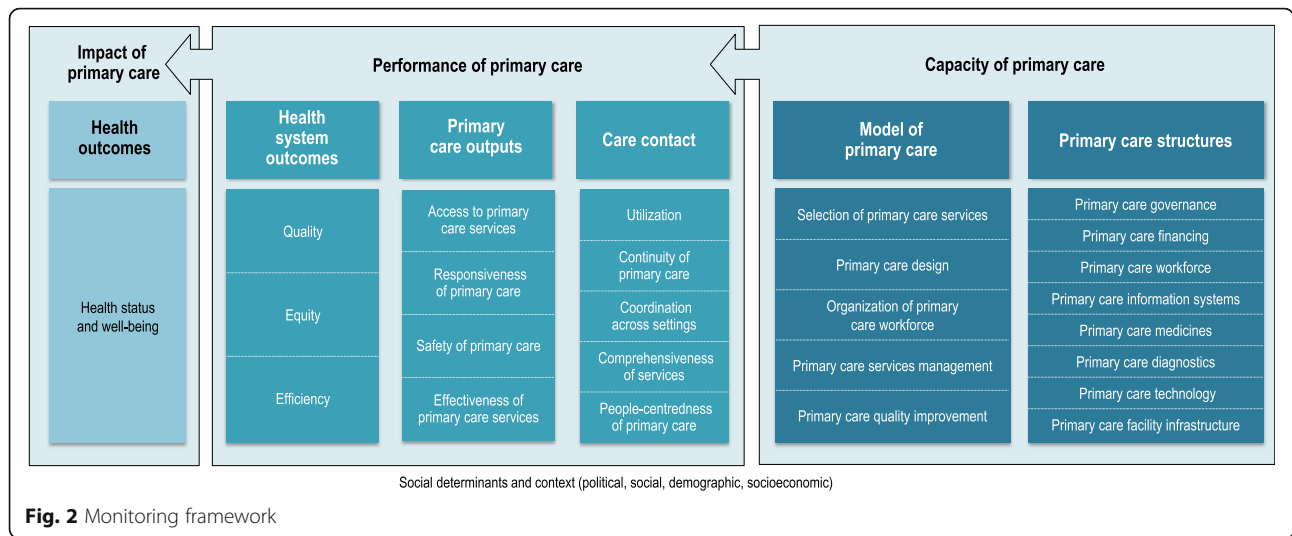 Impact of
primary care
Performance of primary care
Capacity of primary care
Health
outcomes
Health
system
outcomes
Primary
care outputs
Care contact
Model of
primary care
Primary care structures
Health status
and well-being
Quality
Equity
Efficiency
Access to primary
care services
Responsiveness
of primary care
Safety of primary care
Effectiveness of
primary care services
Utilization
Continuity of
primary care
Coordination
across settings
Comprehensiveness
of services
People-centredness
of primary care
Selection of primary care services
Primary care design
Organization of primary
care workforce
Primary care services management
Primary care quality improvement
Primary care governance
Primary care financing
Primary care workforce
Primary care information systems
Primary care medicines
Primary care diagnostics
Primary care technology
Primary care facility infrastructure
Social determinants and context (political, social, demographic, socioeconomic)
Fig. 2 Monitoring framework